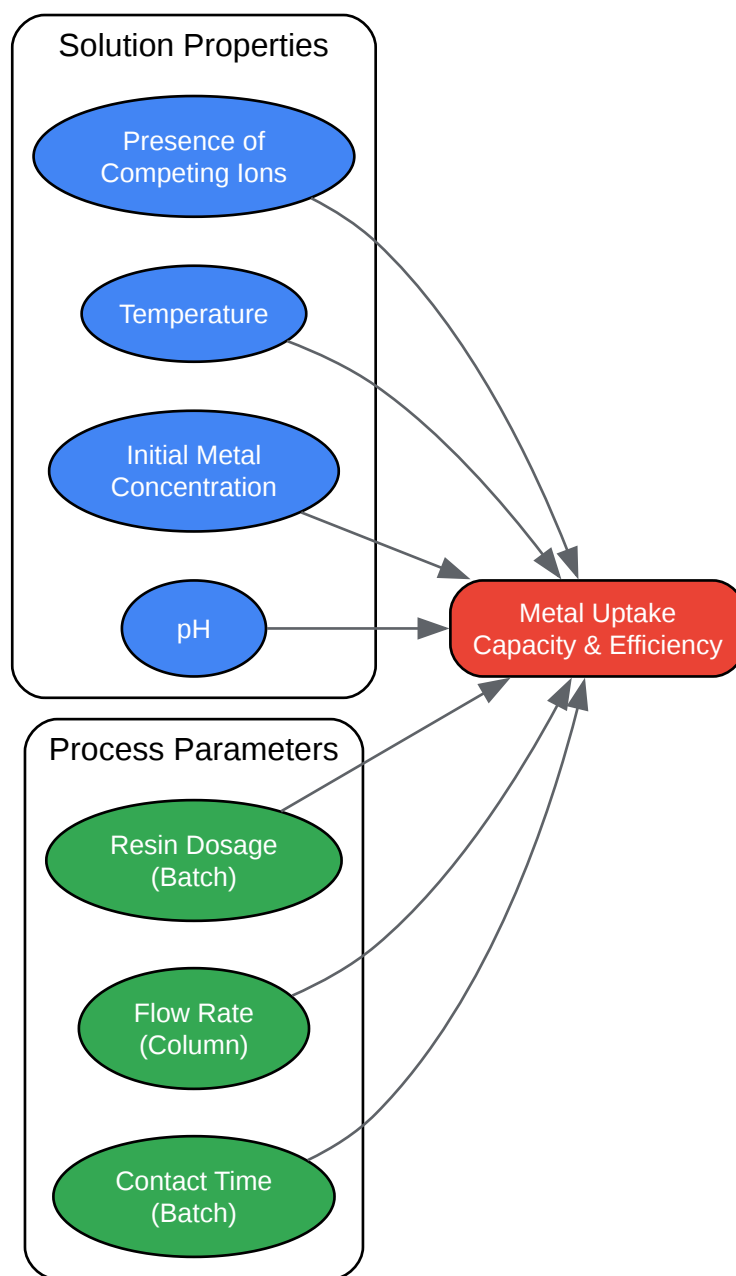 Solution Properties
Presence of
Competing Ions
Temperature
Initial Metal
Concentration
pH
Metal Uptake
Capacity & Efficiency
Process Parameters
Resin Dosage
(Batch)
Flow Rate
(Column)
Contact Time
(Batch)